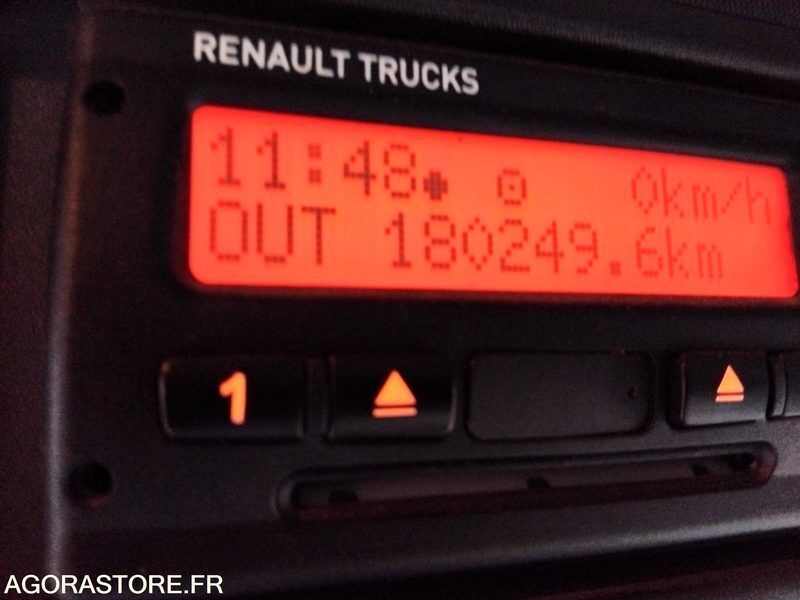 RENAULT TRUCKS
11:48 0km/h
OUT 180249.6km
1
AGORASTORE.FR